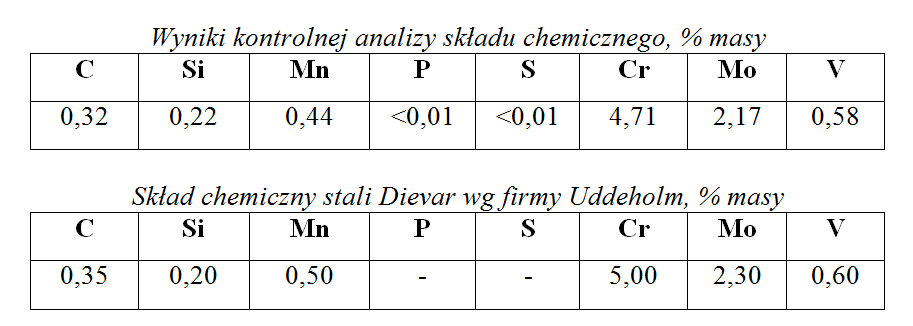 Wyniki kontrolnej analizy składu chemicznego, % masy
C Si Mn P S Cr Mo V
0,32 0,22 0,44 <0,01 <0,01 4,71 2,17 0,58
Skład chemiczny stali Dievar wg firmy Uddeholm, % masy
C Si Mn P S Cr Mo V
0,35 0,20 0,50 - - 5,00 2,30 0,60